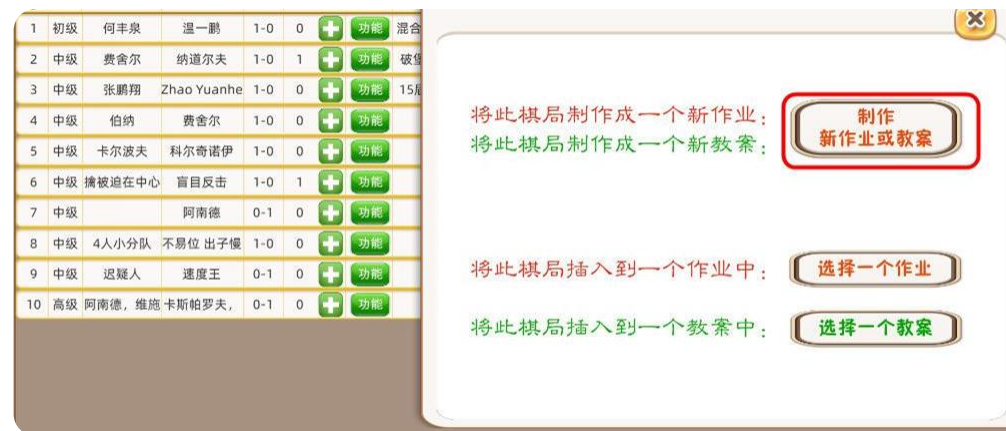 1 初级 何丰泉 温一鹏 1-0 0 功能 混合
2 中级 费舍尔 纳道尔夫 1-0 1 功能 破堡
3 中级 张鹏翔 Zhao Yuanhe 1-0 0 功能 15后
4 中级 伯纳 费舍尔 1-0 0 功能
5 中级 卡尔波夫 科尔奇诺伊 1-0 0 功能
6 中级 擒被迫在中心 盲目反击 1-0 1 功能
7 中级 阿南德 0-1 0 功能
8 中级 4人小分队 不易位 出子慢 1-0 0 功能
9 中级 迟疑人 速度王 0-1 0 功能
10 高级 阿南德，维施 卡斯帕罗夫， 0-1 0 功能
将此棋局制作成一个新作业：
将此棋局制作成一个新教案：
制作
新作业或教案
将此棋局插入到一个作业中：
选择一个作业
将此棋局插入到一个教案中：
选择一个教案